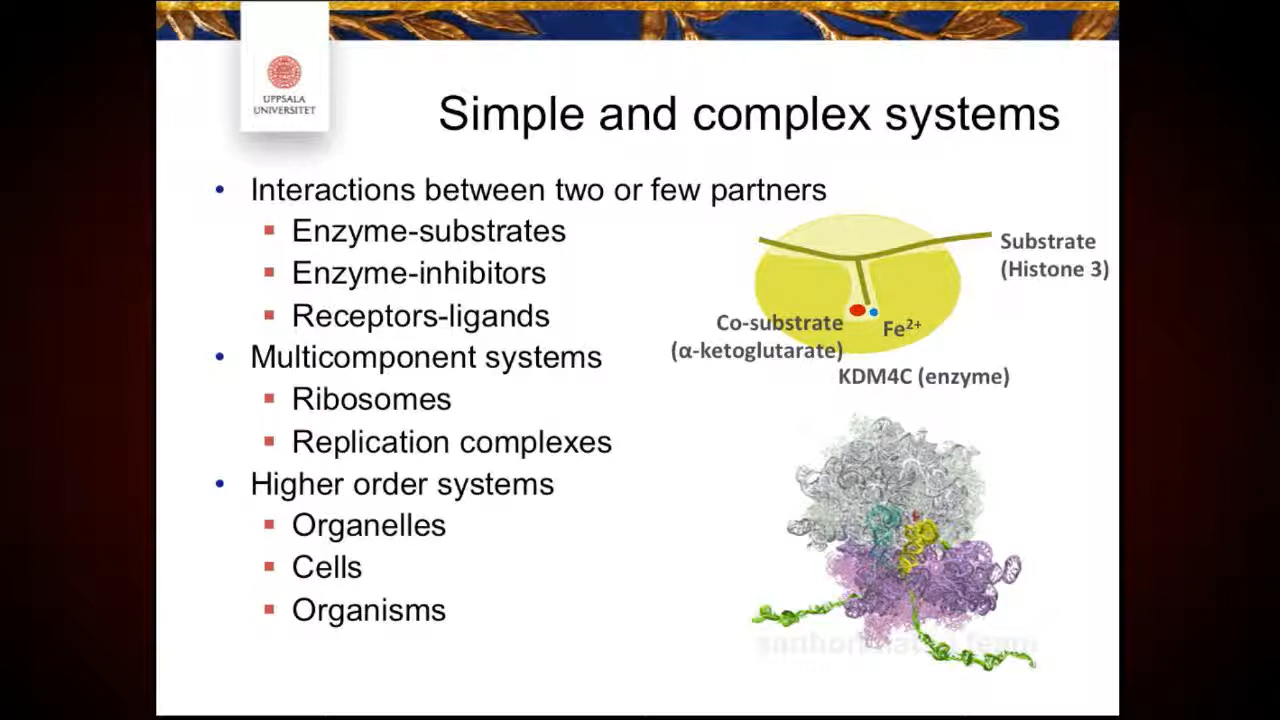 UPPSALA
UNIVERSITET
Simple and complex systems
• Interactions between two or few partners
▪ Enzyme-substrates
▪ Enzyme-inhibitors
▪ Receptors-ligands
• Multicomponent systems
▪ Ribosomes
▪ Replication complexes
• Higher order systems
▪ Organelles
▪ Cells
▪ Organisms
Substrate
(Histone 3)
Co-substrate
(α-ketoglutarate)
Fe²⁺
KDM4C (enzyme)